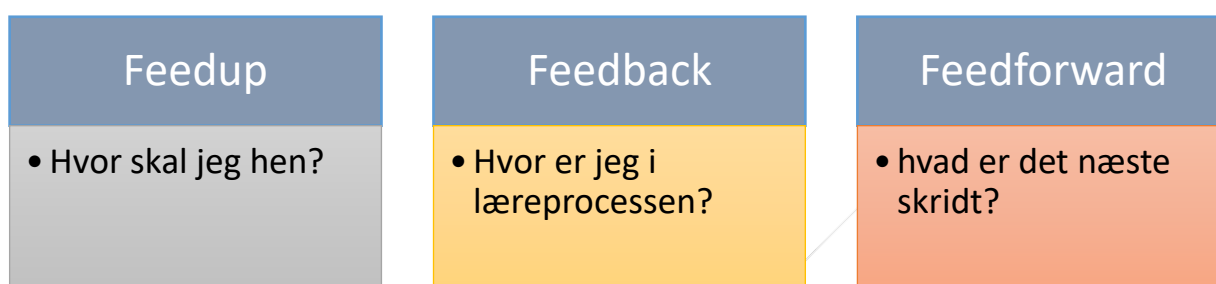 Feedup
• Hvor skal jeg hen?
Feedback
• Hvor er jeg i
læreprocessen?
Feedforward
• hvad er det næste
skridt?